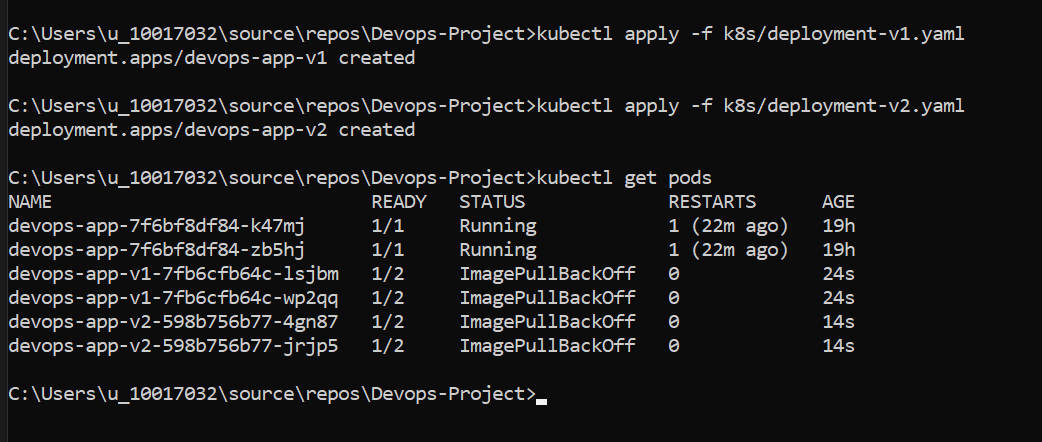 C:\Users\u_10017032\source\repos\Devops-Project>kubectl apply -f k8s/deployment-v1.yaml
deployment.apps/devops-app-v1 created
C:\Users\u_10017032\source\repos\Devops-Project>kubectl apply -f k8s/deployment-v2.yaml
deployment.apps/devops-app-v2 created
C:\Users\u_10017032\source\repos\Devops-Project>kubectl get pods
NAME READY STATUS RESTARTS AGE
devops-app-7f6bf8df84-k47mj 1/1 Running 1 (22m ago) 19h
devops-app-7f6bf8df84-zb5hj 1/1 Running 1 (22m ago) 19h
devops-app-v1-7fb6cfb64c-lsjbm 1/2 ImagePullBackOff 0 24s
devops-app-v1-7fb6cfb64c-wp2qq 1/2 ImagePullBackOff 0 24s
devops-app-v2-598b756b77-4gn87 1/2 ImagePullBackOff 0 14s
devops-app-v2-598b756b77-jrjp5 1/2 ImagePullBackOff 0 14s
C:\Users\u_10017032\source\repos\Devops-Project>